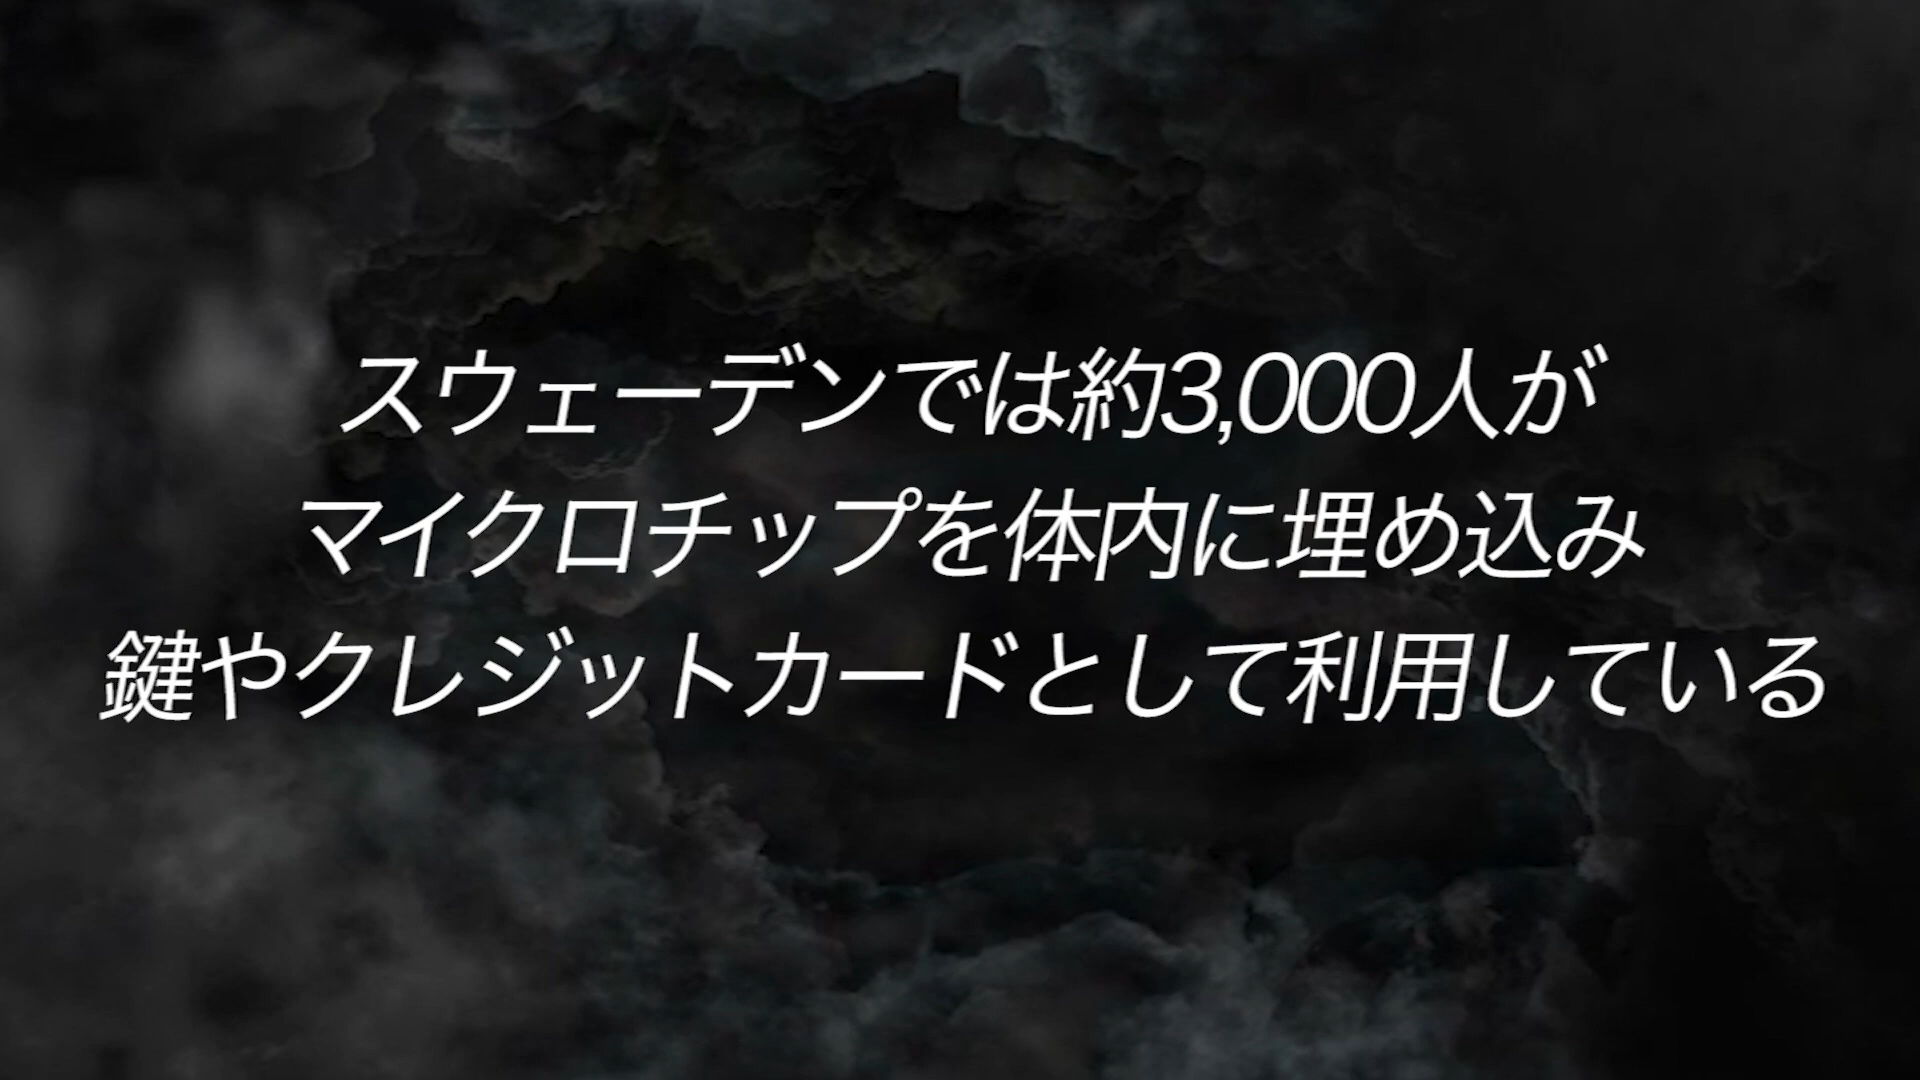 スウェーデンでは約3,000人が
マイクロチップを体内に埋め込み
鍵やクレジットカードとして利用している